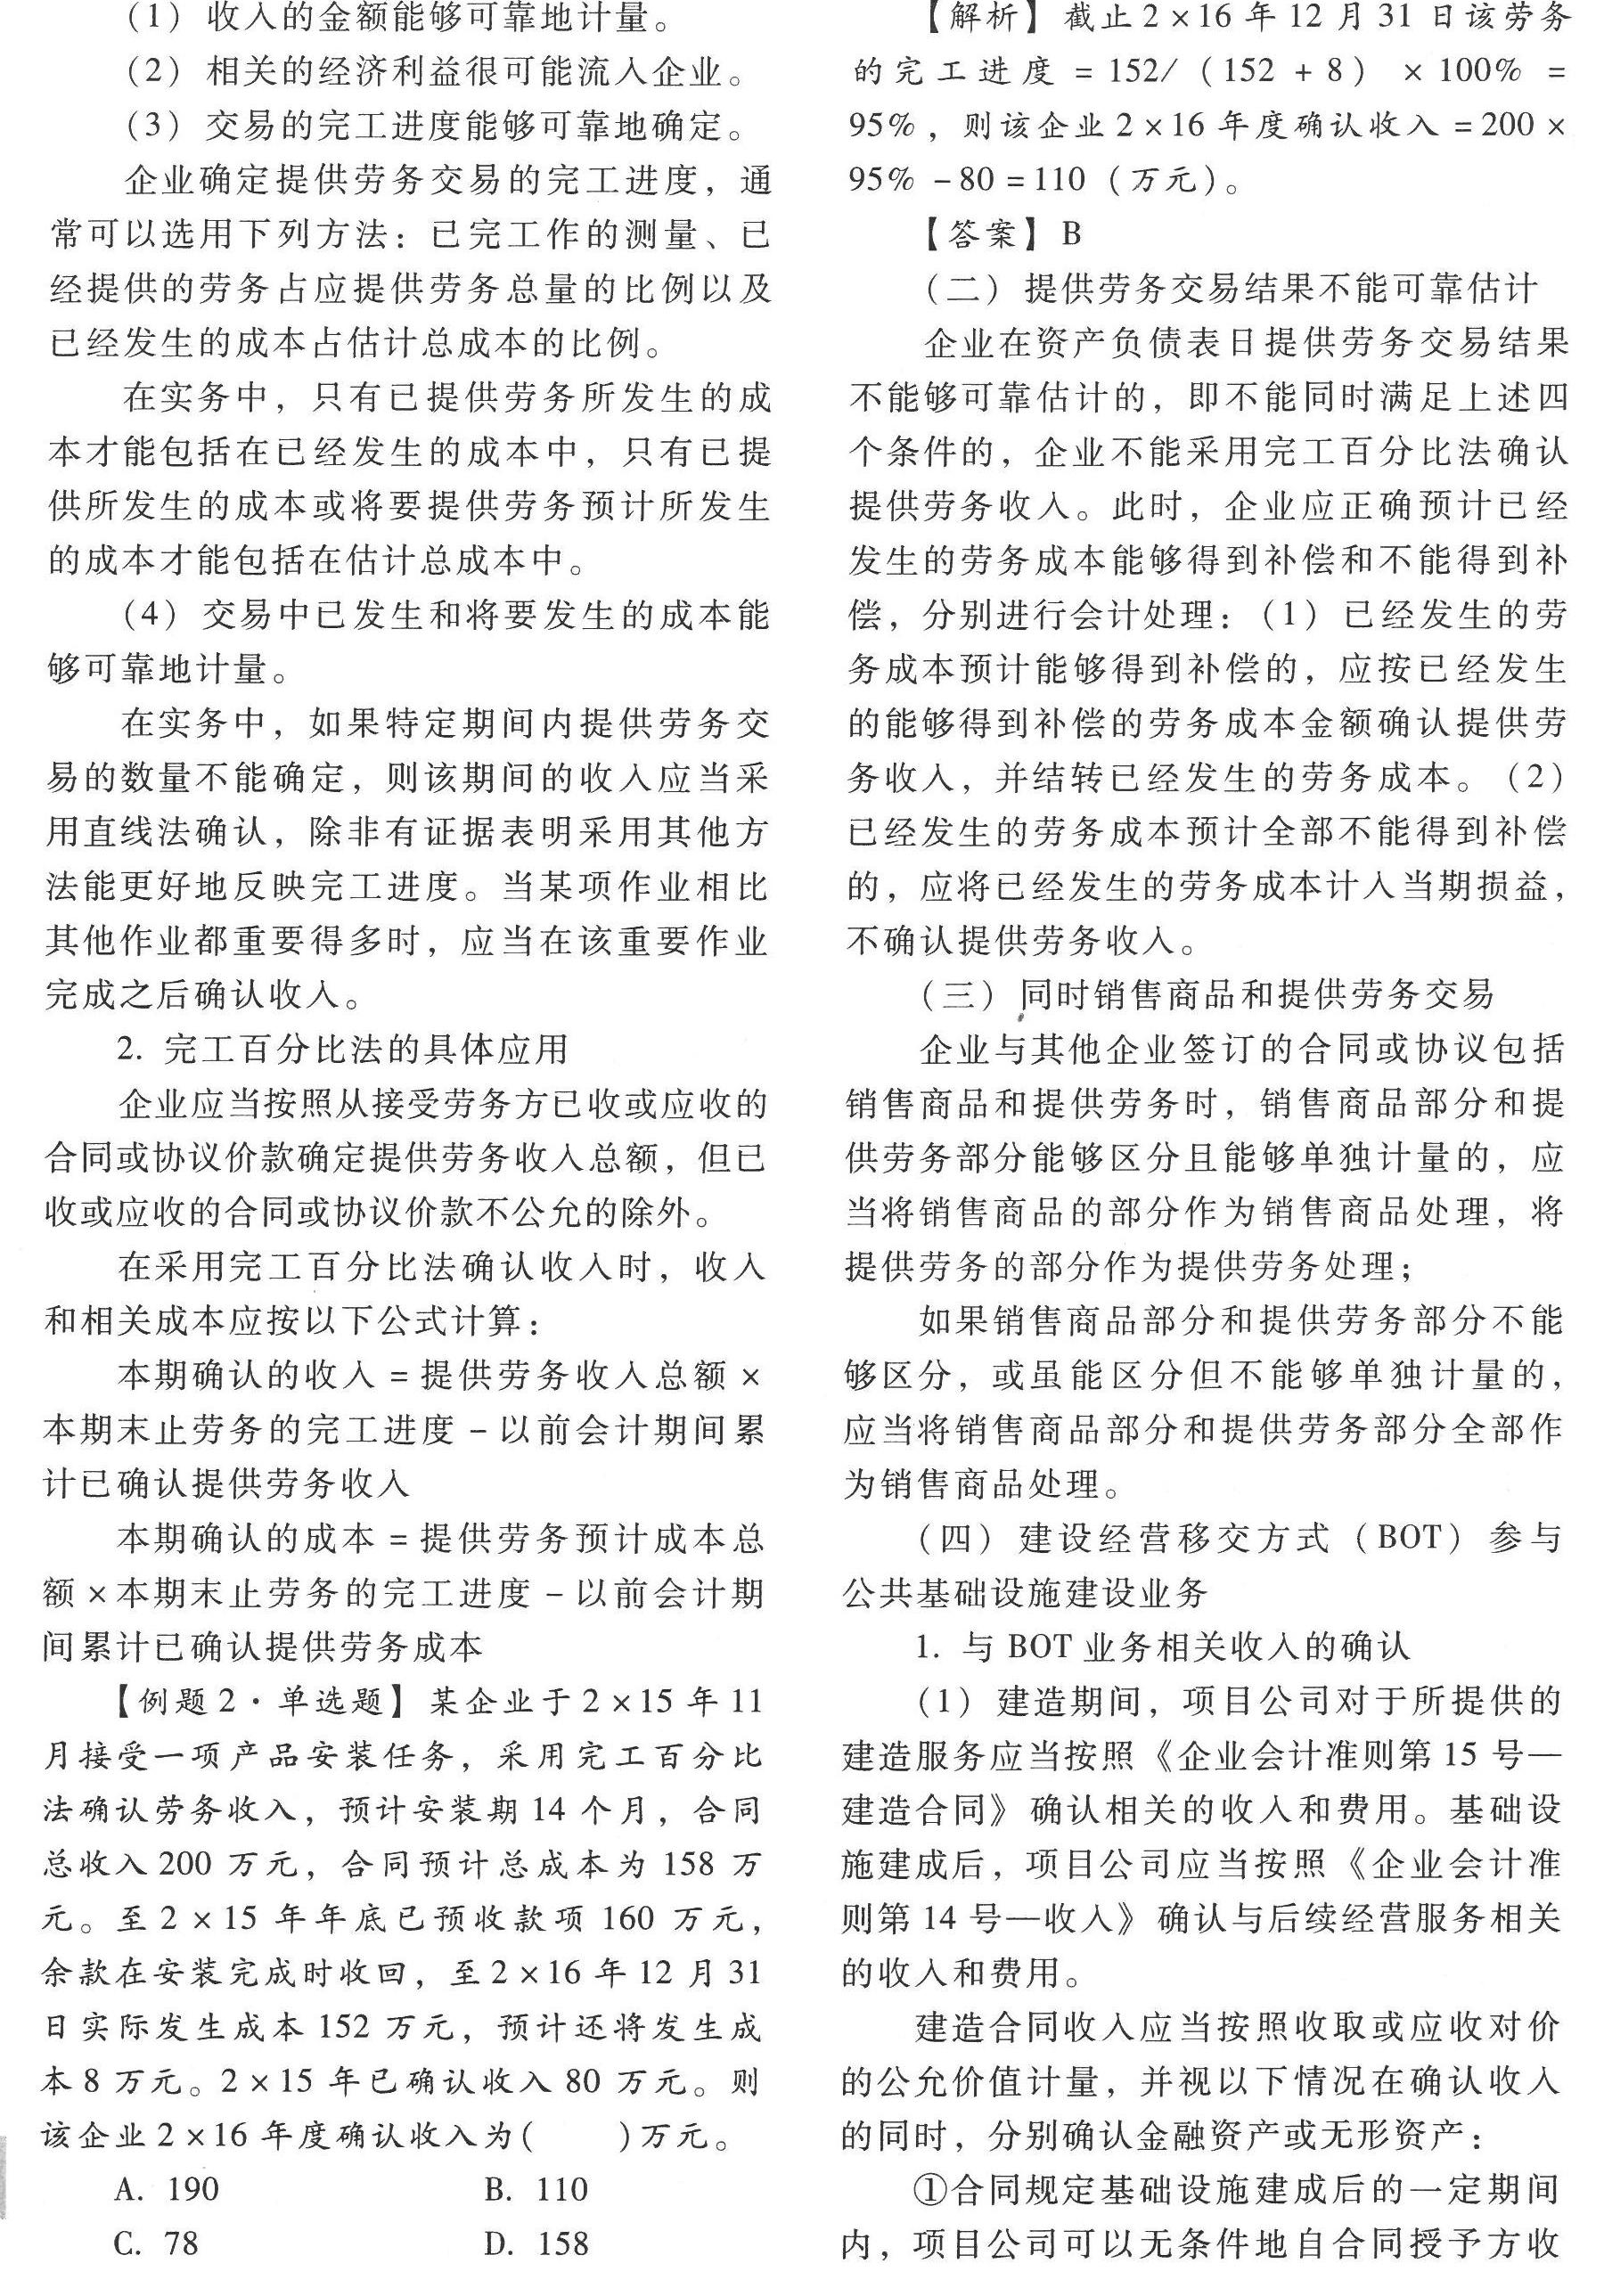 （1）收入的金额能够可靠地计量。
（2）相关的经济利益很可能流入企业。
（3）交易的完工进度能够可靠地确定。
企业确定提供劳务交易的完工进度，通
常可以选用下列方法：已完工作的测量、已
经提供的劳务占应提供劳务总量的比例以及
已经发生的成本占估计总成本的比例。
在实务中，只有已提供劳务所发生的成
本才能包括在已经发生的成本中，只有已提
供所发生的成本或将要提供劳务预计所发生
的成本才能包括在估计总成本中。
（4）交易中已发生和将要发生的成本能
够可靠地计量。
在实务中，如果特定期间内提供劳务交
易的数量不能确定，则该期间的收入应当采
用直线法确认，除非有证据表明采用其他方
法能更好地反映完工进度。当某项作业相比
其他作业都重要得多时，应当在该重要作业
完成之后确认收入。
2. 完工百分比法的具体应用
企业应当按照从接受劳务方已收或应收的
合同或协议价款确定提供劳务收入总额，但已
收或应收的合同或协议价款不公允的除外。
在采用完工百分比法确认收入时，收入
和相关成本应按以下公式计算：
本期确认的收入 = 提供劳务收入总额 ×
本期末止劳务的完工进度 - 以前会计期间累
计已确认提供劳务收入
本期确认的成本 = 提供劳务预计成本总
额 × 本期末止劳务的完工进度 - 以前会计期
间累计已确认提供劳务成本
【例题2·单选题】某企业于2×15年11
月接受一项产品安装任务，采用完工百分比
法确认劳务收入，预计安装期14个月，合同
总收入200万元，合同预计总成本为158万
元。至2×15年年底已预收款项160万元，
余款在安装完成时收回，至2×16年12月31
日实际发生成本152万元，预计还将发生成
本8万元。2×15年已确认收入80万元。则
该企业2×16年度确认收入为(　　)万元。
A. 190　B. 110
C. 78　D. 158
【解析】截止2×16年12月31日该劳务
的完工进度 = 152/（152 + 8）×100% =
95%，则该企业2×16年度确认收入 = 200 ×
95% - 80 = 110（万元）。
【答案】B
（二）提供劳务交易结果不能可靠估计
企业在资产负债表日提供劳务交易结果
不能够可靠估计的，即不能同时满足上述四
个条件的，企业不能采用完工百分比法确认
提供劳务收入。此时，企业应正确预计已经
发生的劳务成本能够得到补偿和不能得到补
偿，分别进行会计处理：（1）已经发生的劳
务成本预计能够得到补偿的，应按已经发生
的能够得到补偿的劳务成本金额确认提供劳
务收入，并结转已经发生的劳务成本。（2）
已经发生的劳务成本预计全部不能得到补偿
的，应将已经发生的劳务成本计入当期损益，
不确认提供劳务收入。
（三）同时销售商品和提供劳务交易
企业与其他企业签订的合同或协议包括
销售商品和提供劳务时，销售商品部分和提
供劳务部分能够区分且能够单独计量的，应
当将销售商品的部分作为销售商品处理，将
提供劳务的部分作为提供劳务处理；
如果销售商品部分和提供劳务部分不能
够区分，或虽能区分但不能够单独计量的，
应当将销售商品部分和提供劳务部分全部作
为销售商品处理。
（四）建设经营移交方式（BOT）参与
公共基础设施建设业务
1. 与BOT业务相关收入的确认
（1）建造期间，项目公司对于所提供的
建造服务应当按照《企业会计准则第15号—
建造合同》确认相关的收入和费用。基础设
施建成后，项目公司应当按照《企业会计准
则第14号—收入》确认与后续经营服务相关
的收入和费用。
建造合同收入应当按照收取或应收对价
的公允价值计量，并视以下情况在确认收入
的同时，分别确认金融资产或无形资产：
①合同规定基础设施建成后的一定期间
内，项目公司可以无条件地自合同授予方收